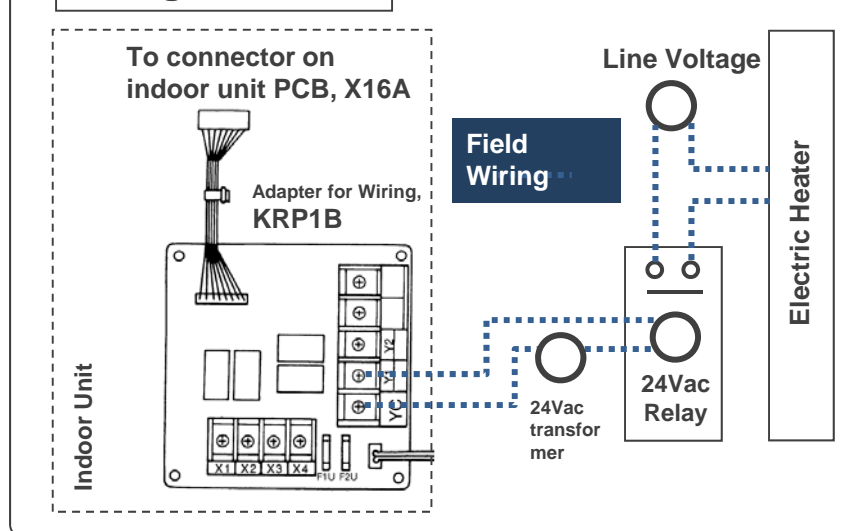 To connector on
indoor unit PCB, X16A
Line Voltage
Field
Wiring
Adapter for Wiring,
KRP1B
Electric Heater
Y2
Y1
YC
24Vac
Relay
24Vac
transfor
mer
Indoor Unit
X1 X2 X3 X4
F1U F2U